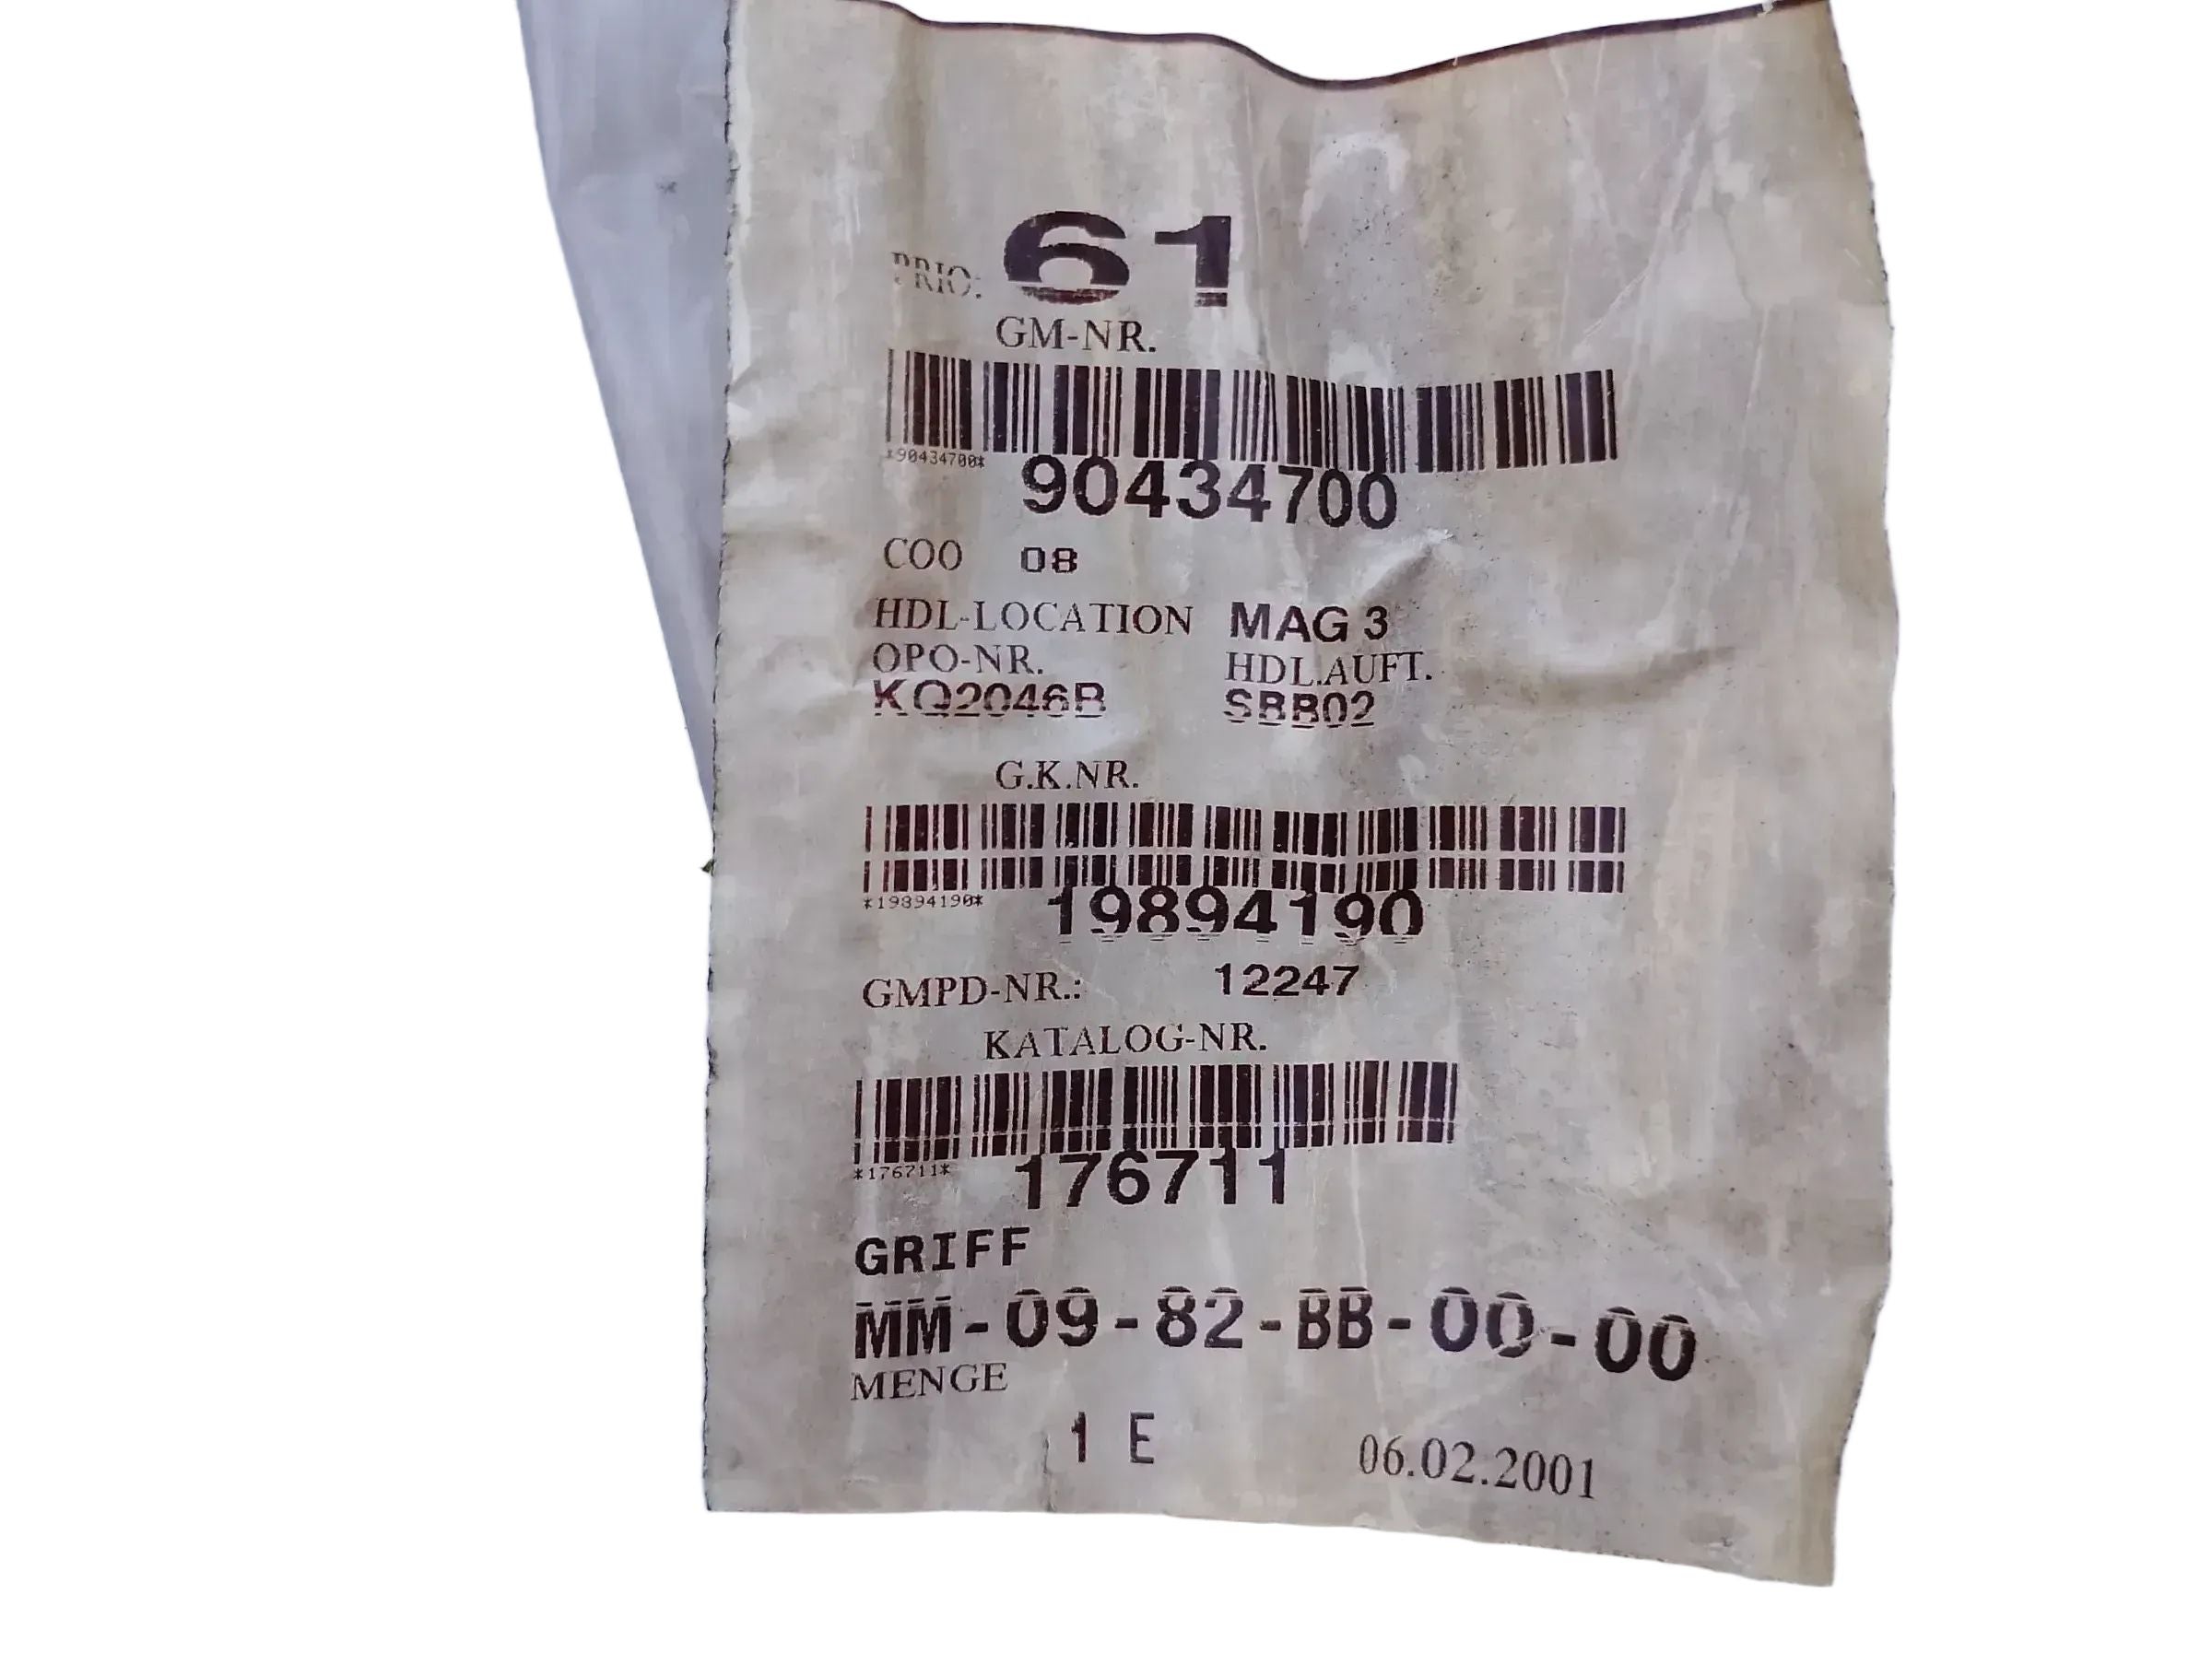 PRIO: 61
GM-NR.
*90434700*
90434700
COO 08
HDL-LOCATION MAG 3
OPO-NR. HDL.AUFT.
KQ2046B SBB02
G.K.NR.
*19894190*
19894190
GMPD-NR.: 12247
KATALOG-NR.
*176711*
176711
GRIFF
MM-09-82-BB-00-00
MENGE
1 E 06.02.2001